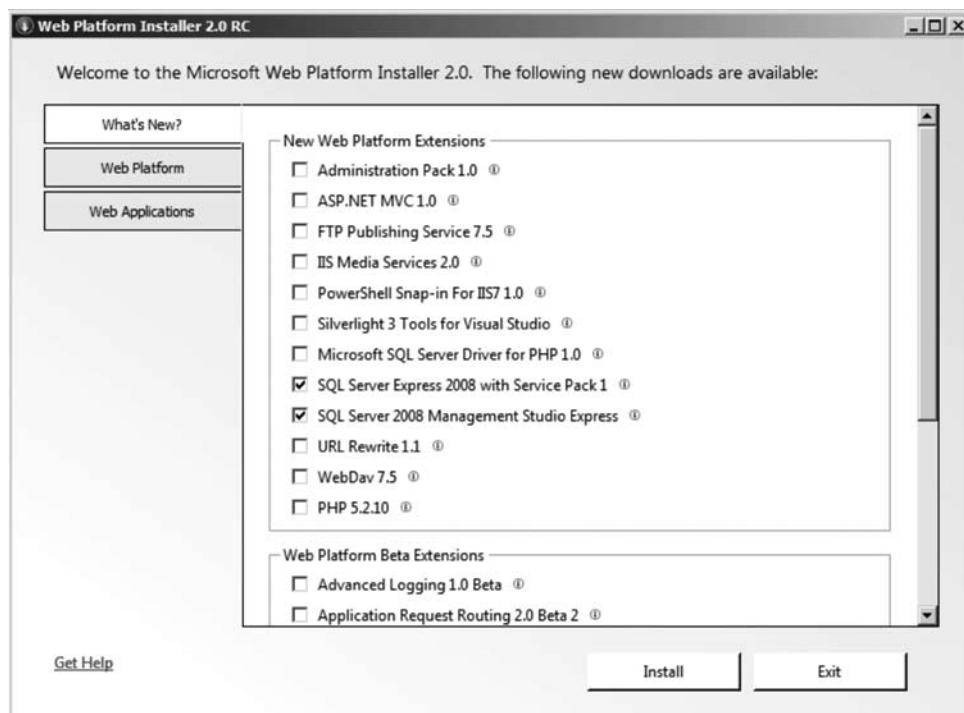 Web Platform Installer 2.0 RC
Welcome to the Microsoft Web Platform Installer 2.0. The following new downloads are available:
What's New?
Web Platform
Web Applications
New Web Platform Extensions
Administration Pack 1.0
ASP.NET MVC 1.0
FTP Publishing Service 7.5
IIS Media Services 2.0
PowerShell Snap-in For IIS7 1.0
Silverlight 3 Tools for Visual Studio
Microsoft SQL Server Driver for PHP 1.0
SQL Server Express 2008 with Service Pack 1
SQL Server 2008 Management Studio Express
URL Rewrite 1.1
WebDav 7.5
PHP 5.2.10
Web Platform Beta Extensions
Advanced Logging 1.0 Beta
Application Request Routing 2.0 Beta 2
Get Help
Install
Exit